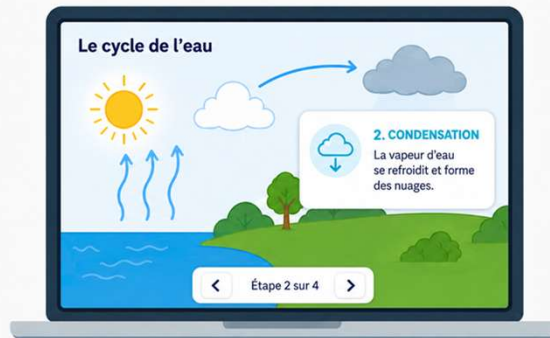 Le cycle de l'eau
2. CONDENSATION
La vapeur d'eau
se refroidit et forme
des nuages.
Étape 2 sur 4